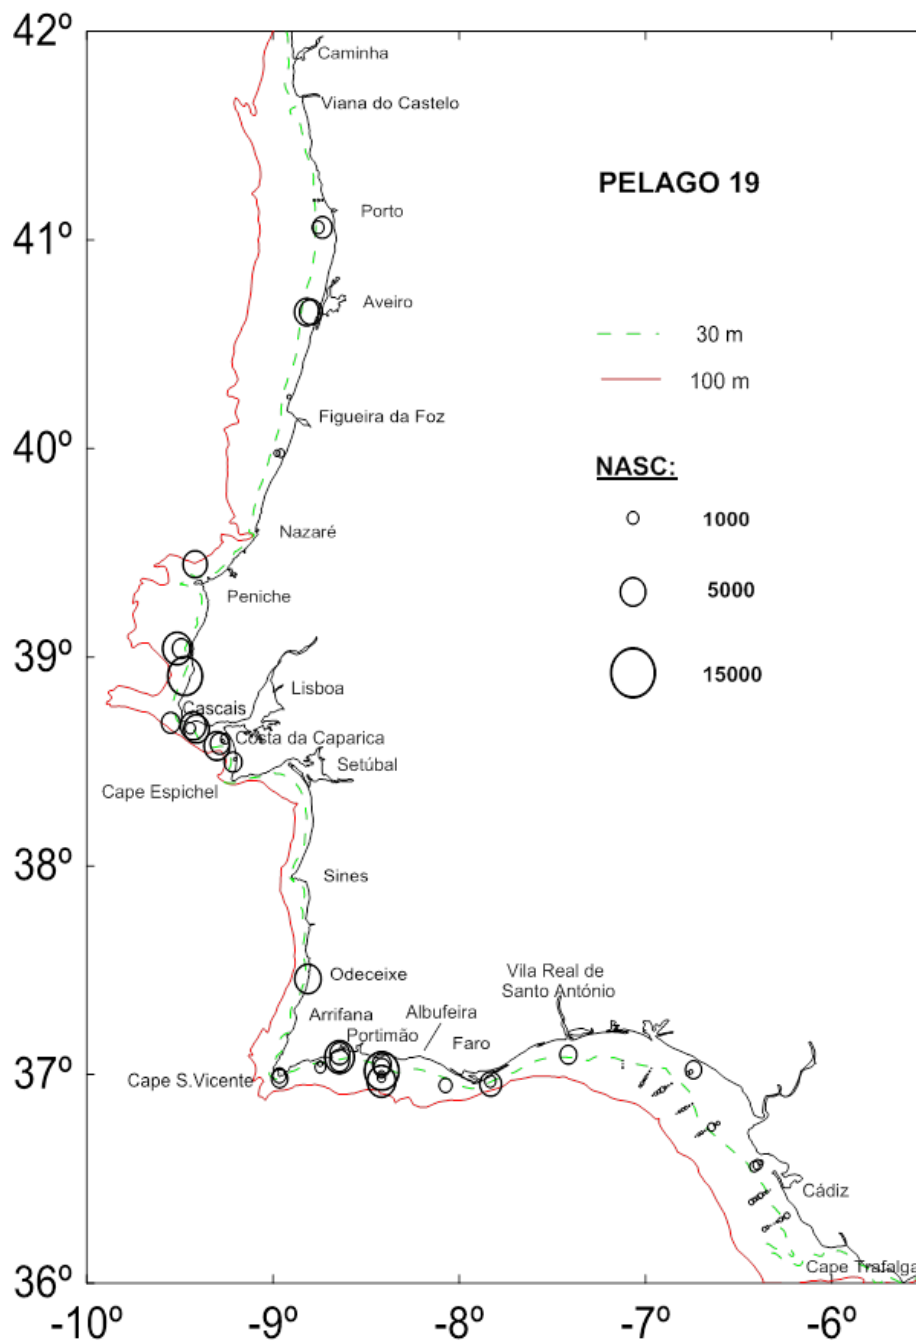 42º
Caminha
Viana do Castelo
PELAGO 19
Porto
41º
Aveiro
30 m
100 m
Figueira da Foz
40º
NASC:
1000
Nazaré
5000
Peniche
39º
Lisboa
15000
Cascais
Costa da Caparica
Setúbal
Cape Espichel
38º
Sines
Odeceixe
Vila Real de
Santo António
Arrifana
Albufeira
Portimão
Faro
37º
Cape S.Vicente
Cádiz
Cape Trafalga
36º
-10º
-9º
-8º
-7º
-6º